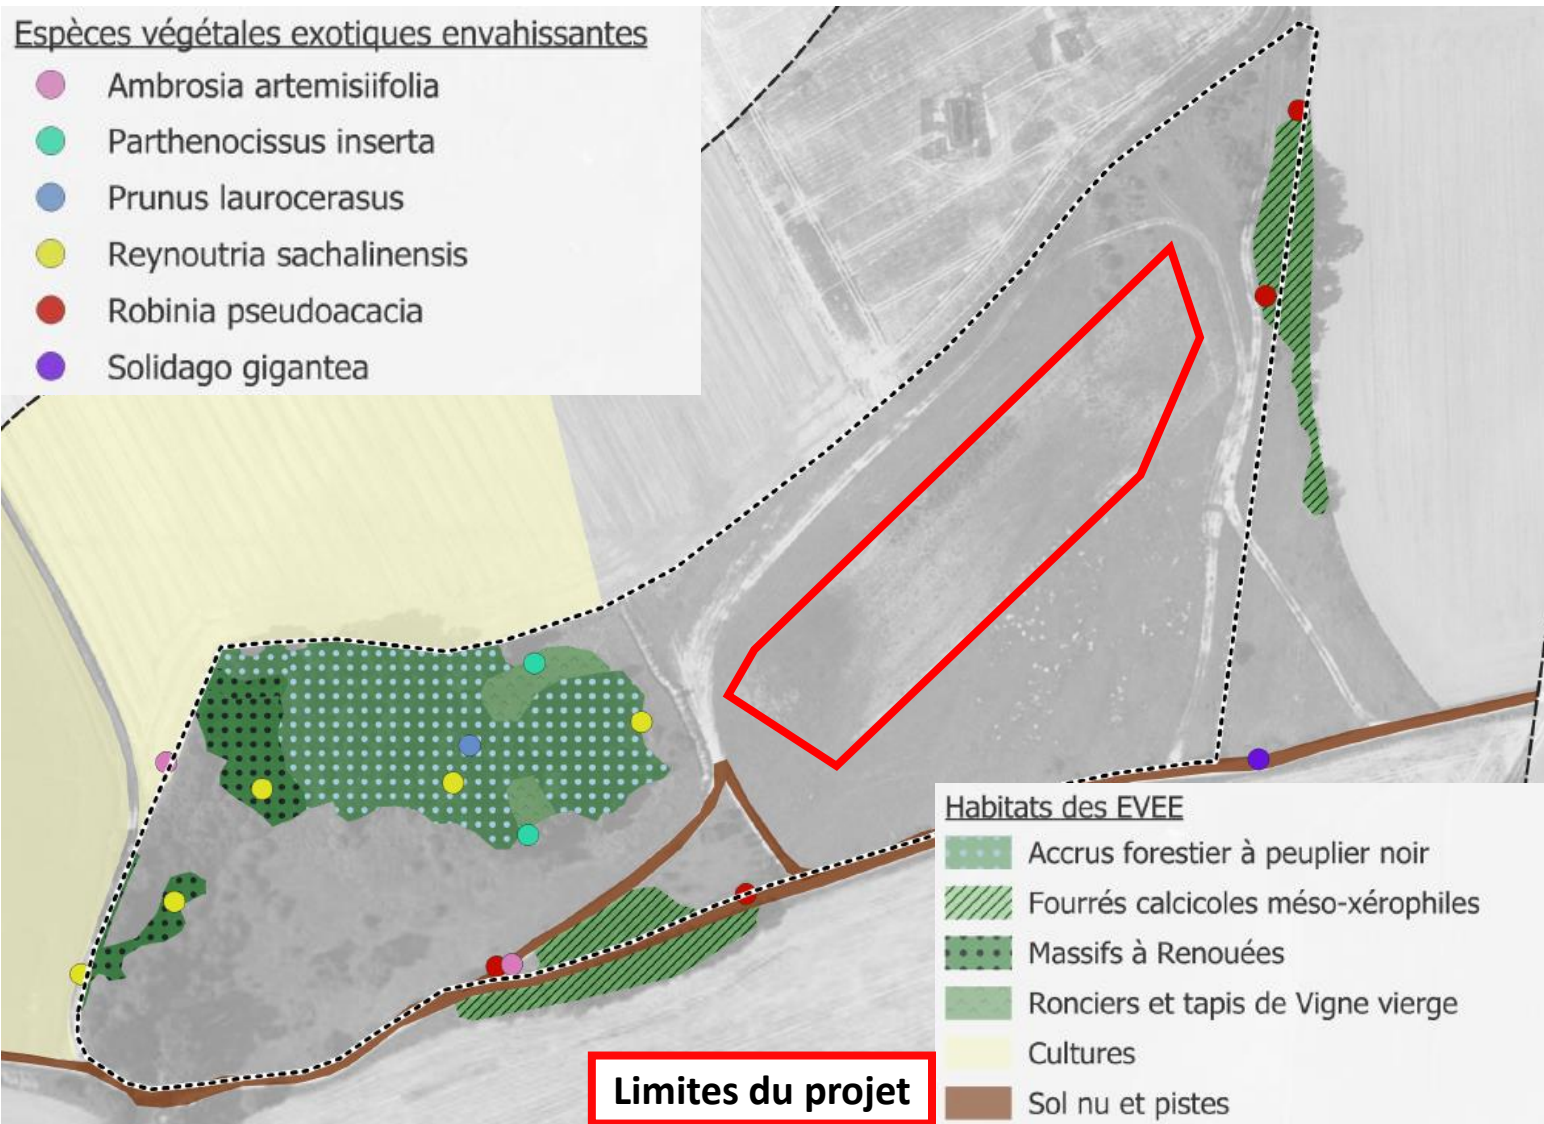 Espèces végétales exotiques envahissantes
Ambrosia artemisiifolia
Parthenocissus inserta
Prunus laurocerasus
Reynoutria sachalinensis
Robinia pseudoacacia
Solidago gigantea
Habitats des EVEE
Accrus forestier à peuplier noir
Fourrés calcicoles méso-xérophiles
Massifs à Renouées
Ronciers et tapis de Vigne vierge
Cultures
Sol nu et pistes
Limites du projet